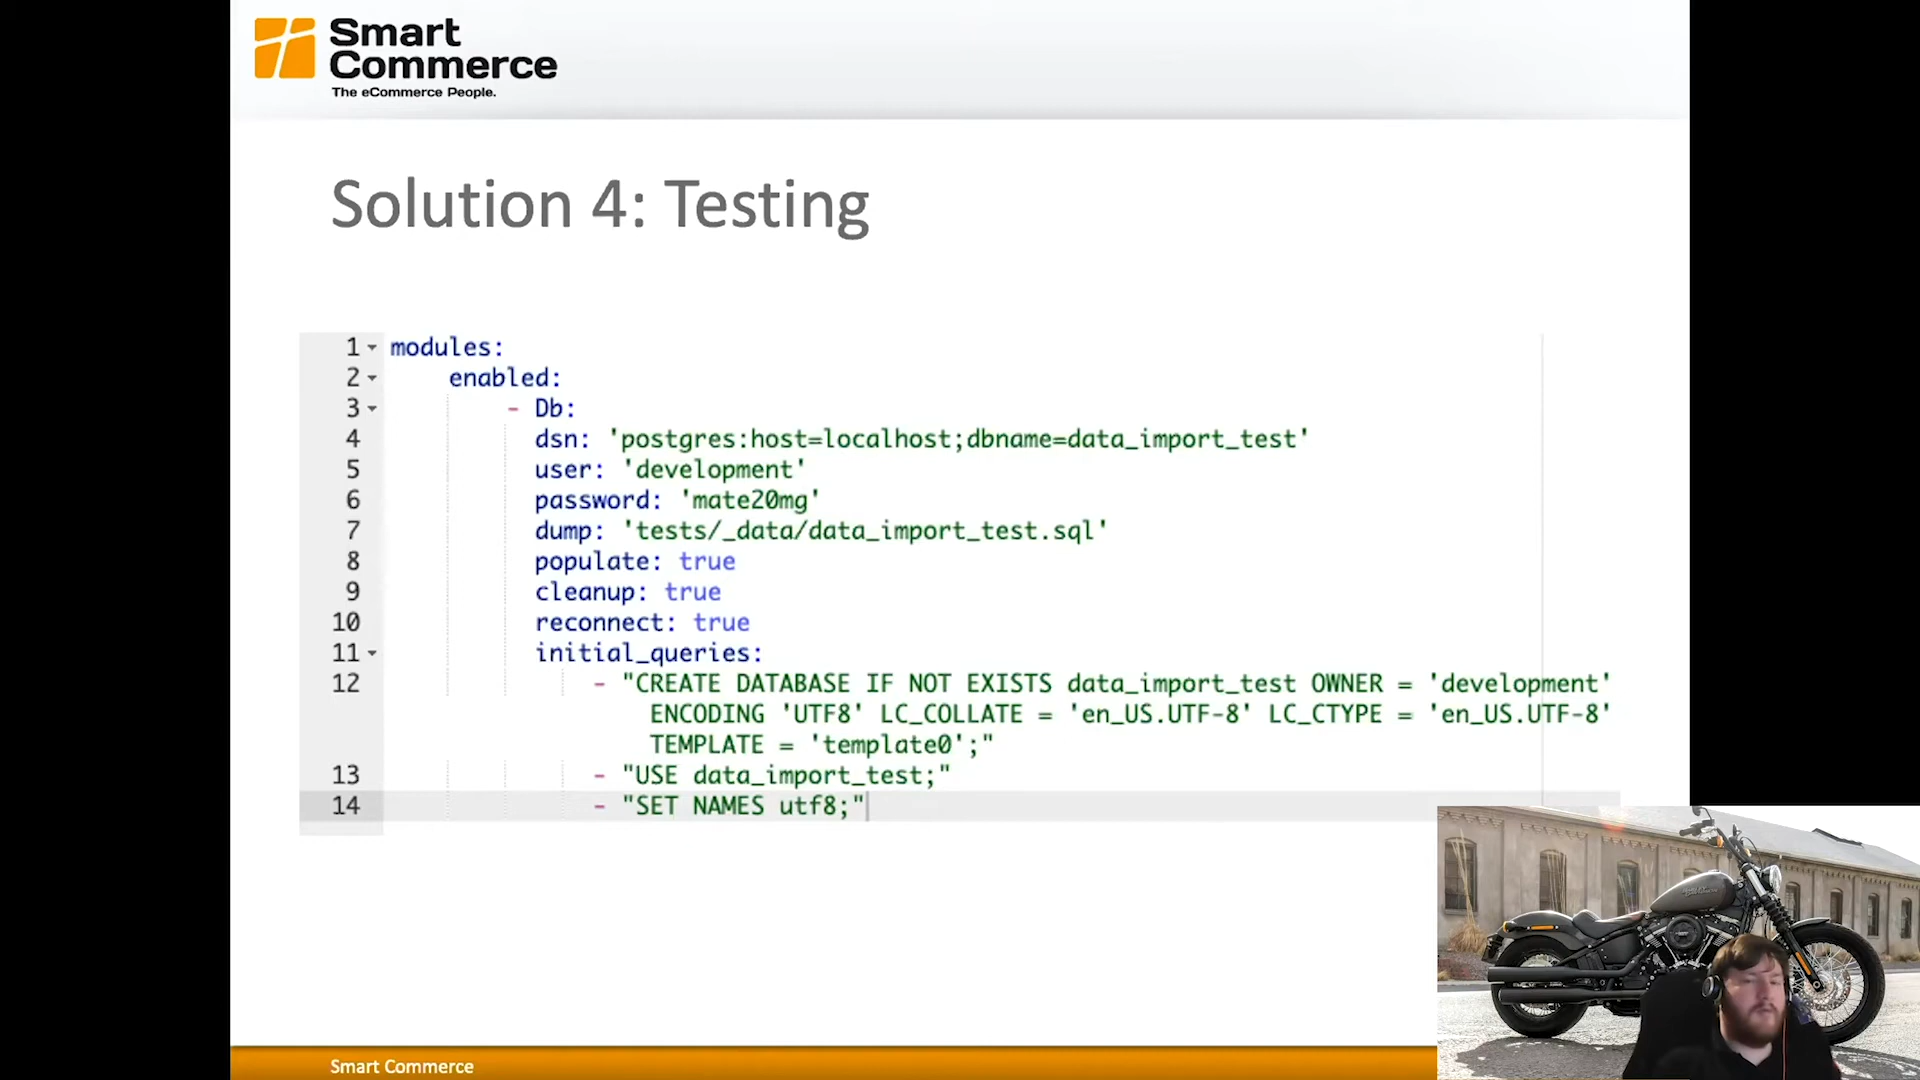 Smart
Commerce
The eCommerce People.
Solution 4: Testing
1 modules:
2 enabled:
3 - Db:
4 dsn: 'postgres:host=localhost;dbname=data_import_test'
5 user: 'development'
6 password: 'mate20mg'
7 dump: 'tests/_data/data_import_test.sql'
8 populate: true
9 cleanup: true
10 reconnect: true
11 initial_queries:
12 - "CREATE DATABASE IF NOT EXISTS data_import_test OWNER = 'development'
ENCODING 'UTF8' LC_COLLATE = 'en_US.UTF-8' LC_CTYPE = 'en_US.UTF-8'
TEMPLATE = 'template0';"
13 - "USE data_import_test;"
14 - "SET NAMES utf8;"
Smart Commerce